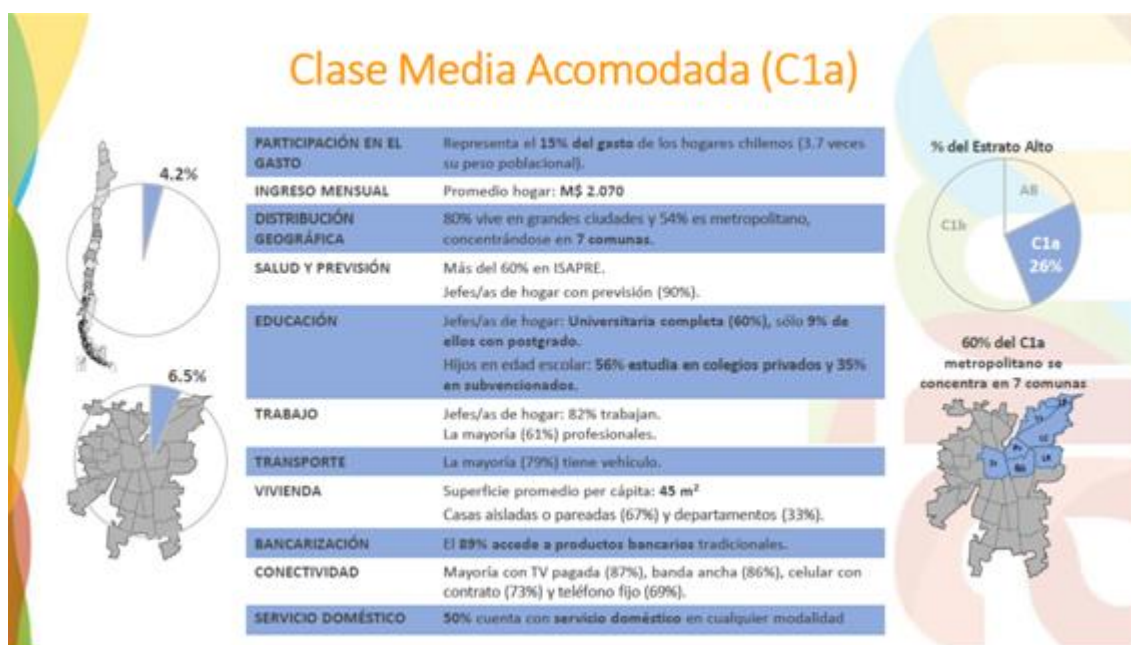 Clase Media Acomodada (C1a)
4.2%
6.5%
PARTICIPACIÓN EN EL
GASTO
Representa el 15% del gasto de los hogares chilenos (3.7 veces
su peso poblacional).
INGRESO MENSUAL
Promedio hogar: M$ 2.070
DISTRIBUCIÓN
GEOGRÁFICA
80% vive en grandes ciudades y 54% es metropolitano,
concentrándose en 7 comunas.
SALUD Y PREVISIÓN
Más del 60% en ISAPRE.
Jefes/as de hogar con previsión (90%).
EDUCACIÓN
Jefes/as de hogar: Universitaria completa (60%), sólo 9% de
ellos con postgrado.
Hijos en edad escolar: 56% estudia en colegios privados y 35%
en subvencionados.
TRABAJO
Jefes/as de hogar: 82% trabajan.
La mayoría (61%) profesionales.
TRANSPORTE
La mayoría (79%) tiene vehículo.
VIVIENDA
Superficie promedio per cápita: 45 m²
Casas aisladas o pareadas (67%) y departamentos (33%).
BANCARIZACIÓN
El 89% accede a productos bancarios tradicionales.
CONECTIVIDAD
Mayoría con TV pagada (87%), banda ancha (86%), celular con
contrato (73%) y teléfono fijo (69%).
SERVICIO DOMÉSTICO
50% cuenta con servicio doméstico en cualquier modalidad
% del Estrato Alto
AB
C1b
C1a
26%
60% del C1a
metropolitano se
concentra en 7 comunas